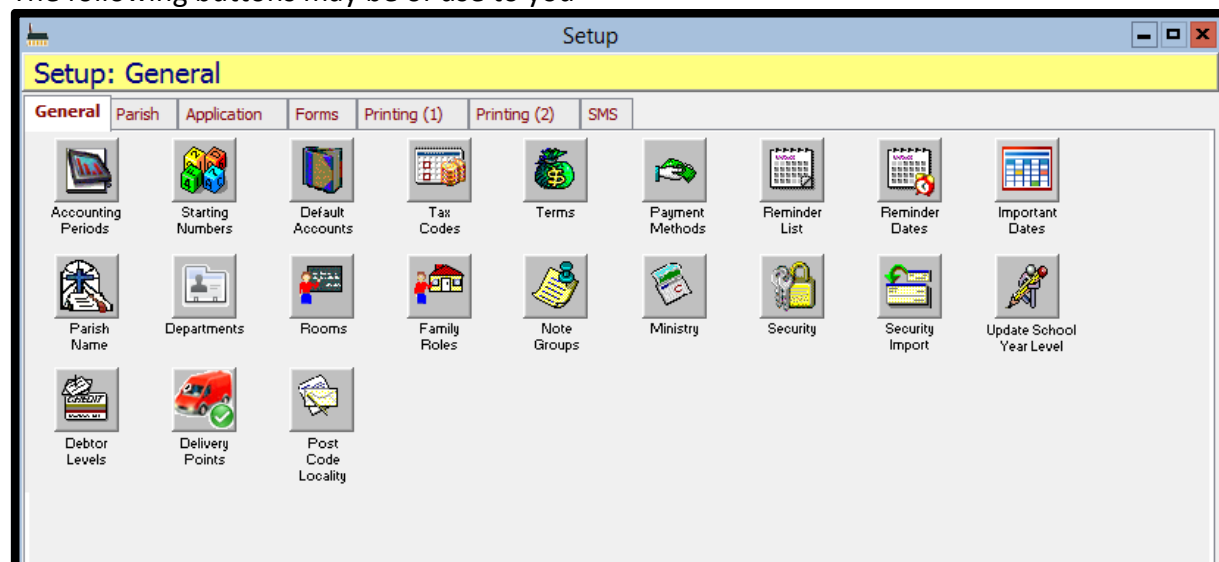 The following buttons may be of use to you
Setup
Setup: General
General Parish Application Forms Printing (1) Printing (2) SMS
Accounting Periods
Starting Numbers
Default Accounts
Tax Codes
Terms
Payment Methods
Reminder List
Reminder Dates
Important Dates
Parish Name
Departments
Rooms
Family Roles
Note Groups
Ministry
Security
Security Import
Update School Year Level
Debtor Levels
Delivery Points
Post Code Locality